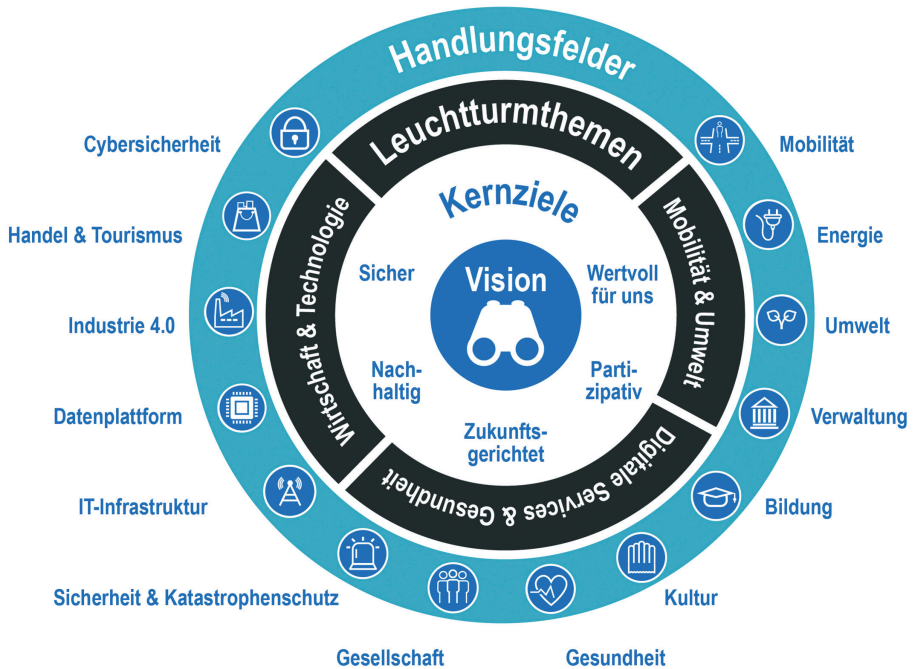 Handlungsfelder
Leuchtturmthemen
Kernziele
Vision
Sicher
Wertvoll
für uns
Nach-
haltig
Parti-
zipativ
Zukunfts-
gerichtet
Wirtschaft & Technologie
Mobilität & Umwelt
Digitale Services & Gesundheit
Cybersicherheit
Handel & Tourismus
Industrie 4.0
Datenplattform
IT-Infrastruktur
Sicherheit & Katastrophenschutz
Gesellschaft
Gesundheit
Kultur
Bildung
Verwaltung
Umwelt
Energie
Mobilität